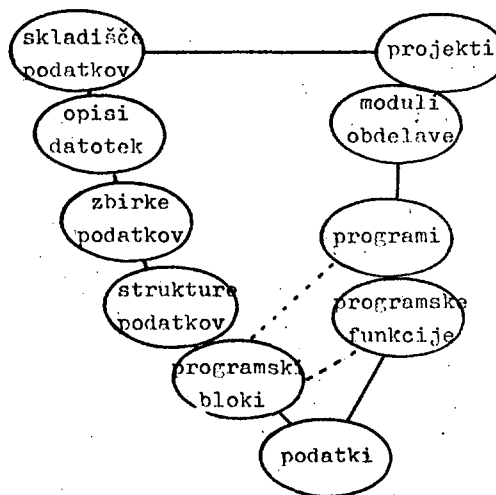 skladišče
podatkov
projekti
opisi
datotek
moduli
obdelave
zbirke
podatkov
programi
strukture
podatkov
programske
funkcije
programski
bloki
podatki